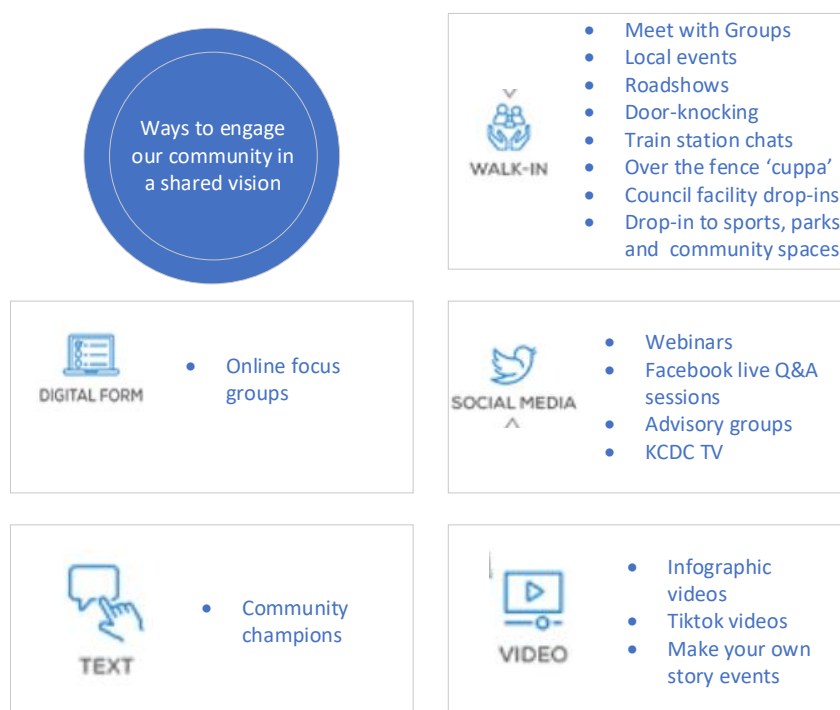 Ways to engage
our community in
a shared vision
WALK-IN
• Meet with Groups
• Local events
• Roadshows
• Door-knocking
• Train station chats
• Over the fence ‘cuppa’
• Council facility drop-ins
• Drop-in to sports, parks
and community spaces
DIGITAL FORM
• Online focus
groups
SOCIAL MEDIA
• Webinars
• Facebook live Q&A
sessions
• Advisory groups
• KCDC TV
TEXT
• Community
champions
VIDEO
• Infographic
videos
• Tiktok videos
• Make your own
story events